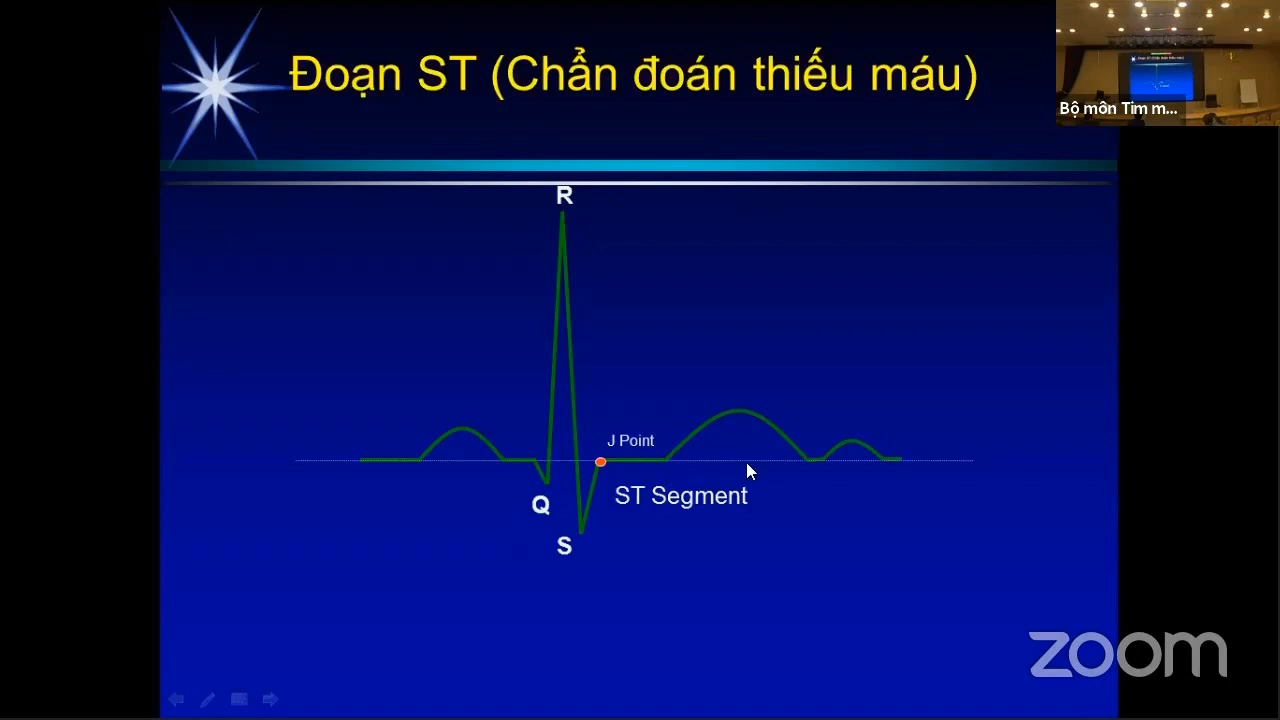 Đoạn ST (Chẩn đoán thiếu máu)
Bộ môn Tim m...
R
J Point
ST Segment
Q
S
zoom